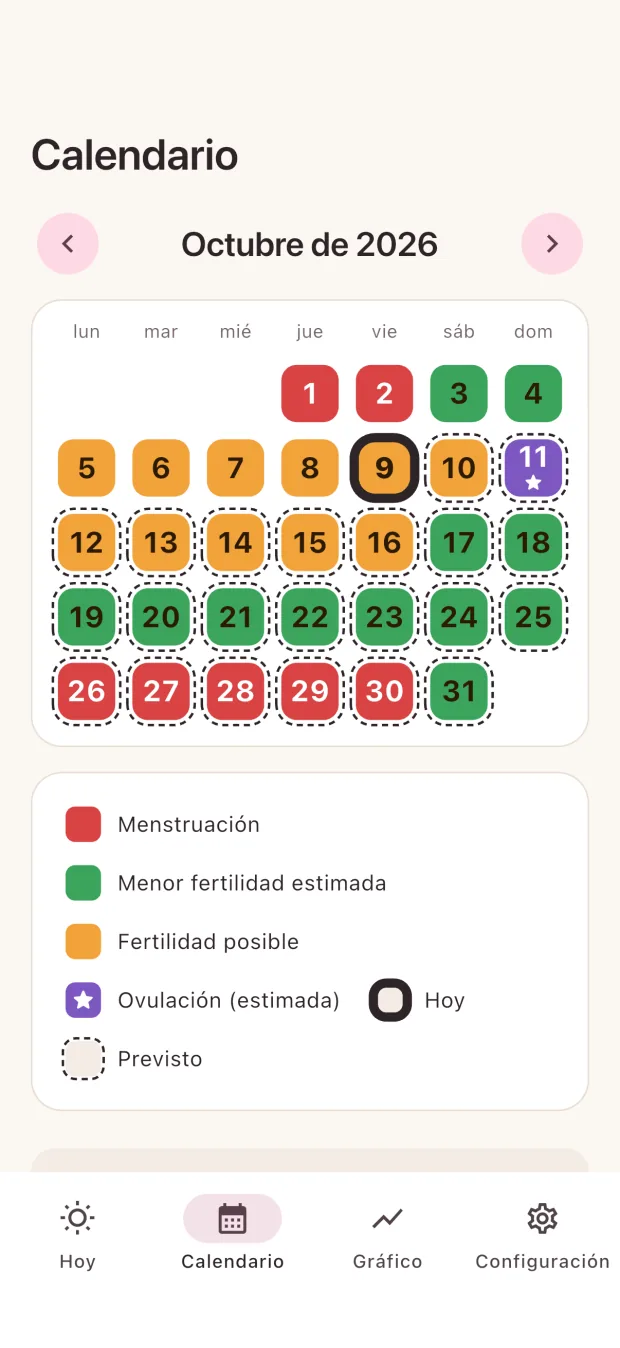 Calendario
Octubre de 2026
lun mar mié jue vie sáb dom
1 2 3 4
5 6 7 8 9 10 11
12 13 14 15 16 17 18
19 20 21 22 23 24 25
26 27 28 29 30 31
Menstruación
Menor fertilidad estimada
Fertilidad posible
Ovulación (estimada) Hoy
Previsto
Hoy Calendario Gráfico Configuración